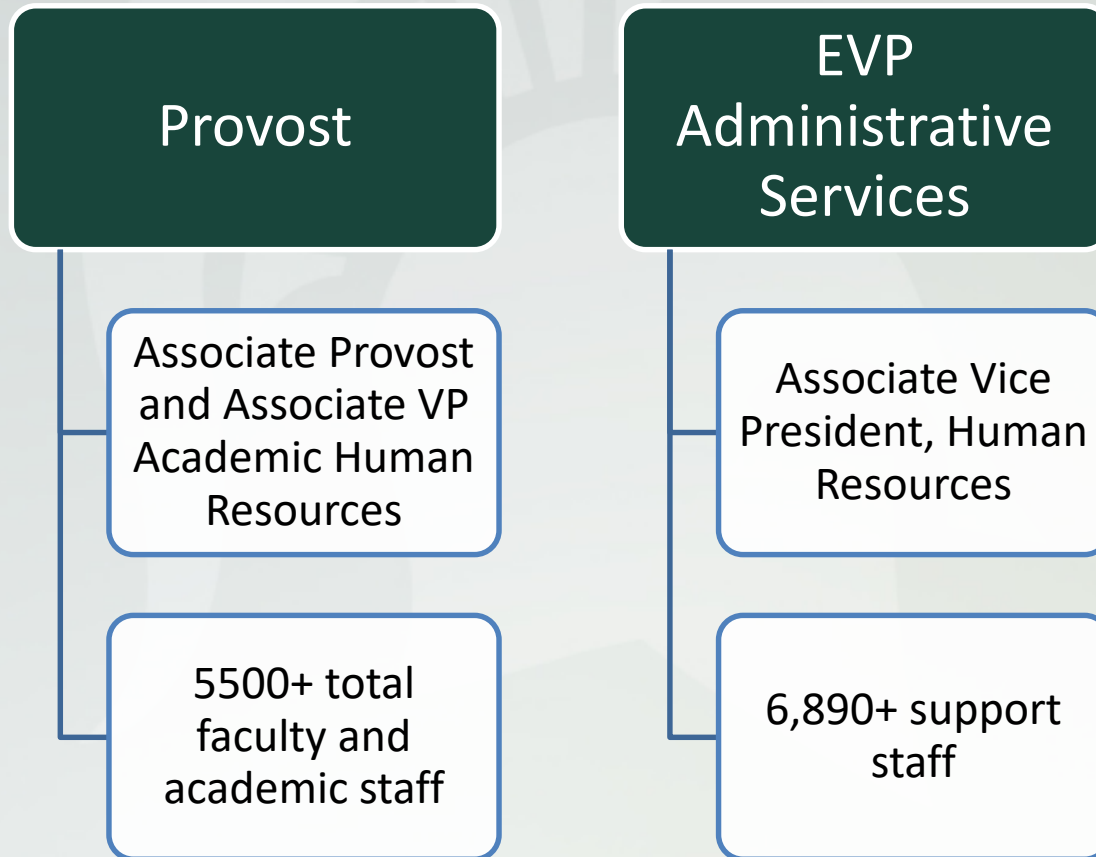 Provost
Associate Provost
and Associate VP
Academic Human
Resources
5500+ total
faculty and
academic staff
EVP
Administrative
Services
Associate Vice
President, Human
Resources
6,890+ support
staff